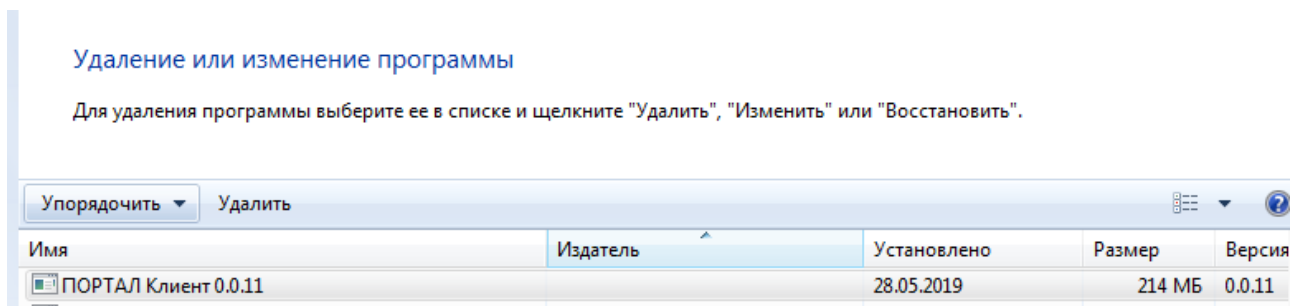 Удаление или изменение программы
Для удаления программы выберите ее в списке и щелкните "Удалить", "Изменить" или "Восстановить".
Упорядочить Удалить
Имя Издатель Установлено Размер Версия
ПОРТАЛ Клиент 0.0.11 28.05.2019 214 МБ 0.0.11